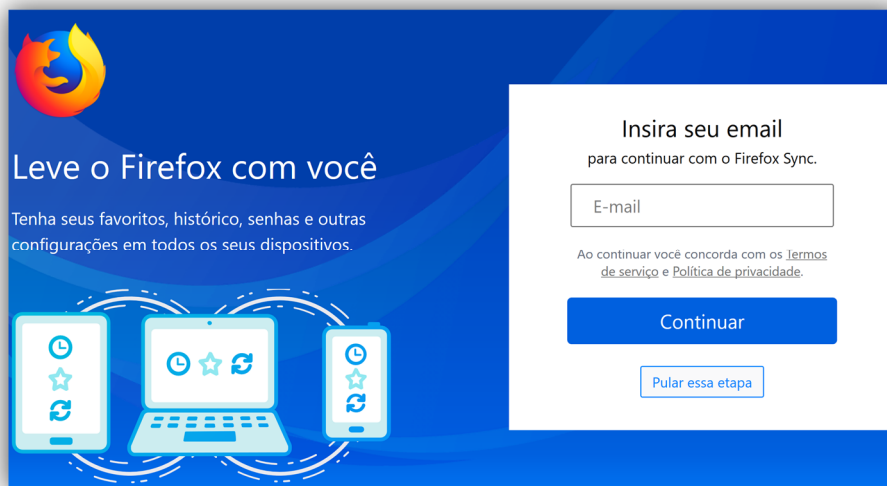 Leve o Firefox com você
Tenha seus favoritos, histórico, senhas e outras
configurações em todos os seus dispositivos.
Insira seu email
para continuar com o Firefox Sync.
E-mail
Ao continuar você concorda com os Termos
de serviço e Política de privacidade.
Continuar
Pular essa etapa